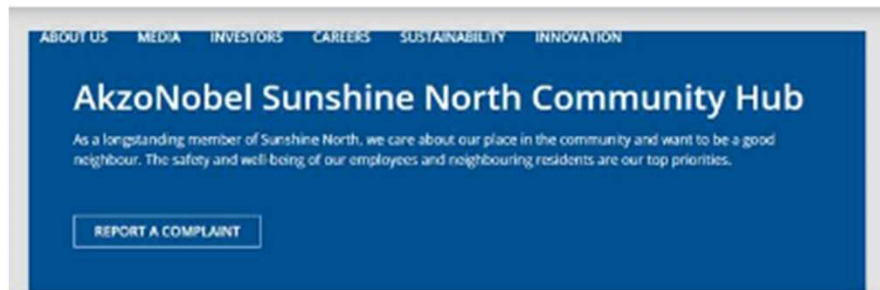 ABOUT US MEDIA INVESTORS CAREERS SUSTAINABILITY INNOVATION
AkzoNobel Sunshine North Community Hub
As a longstanding member of Sunshine North, we care about our place in the community and want to be a good
neighbour. The safety and well-being of our employees and neighbouring residents are our top priorities.
REPORT A COMPLAINT